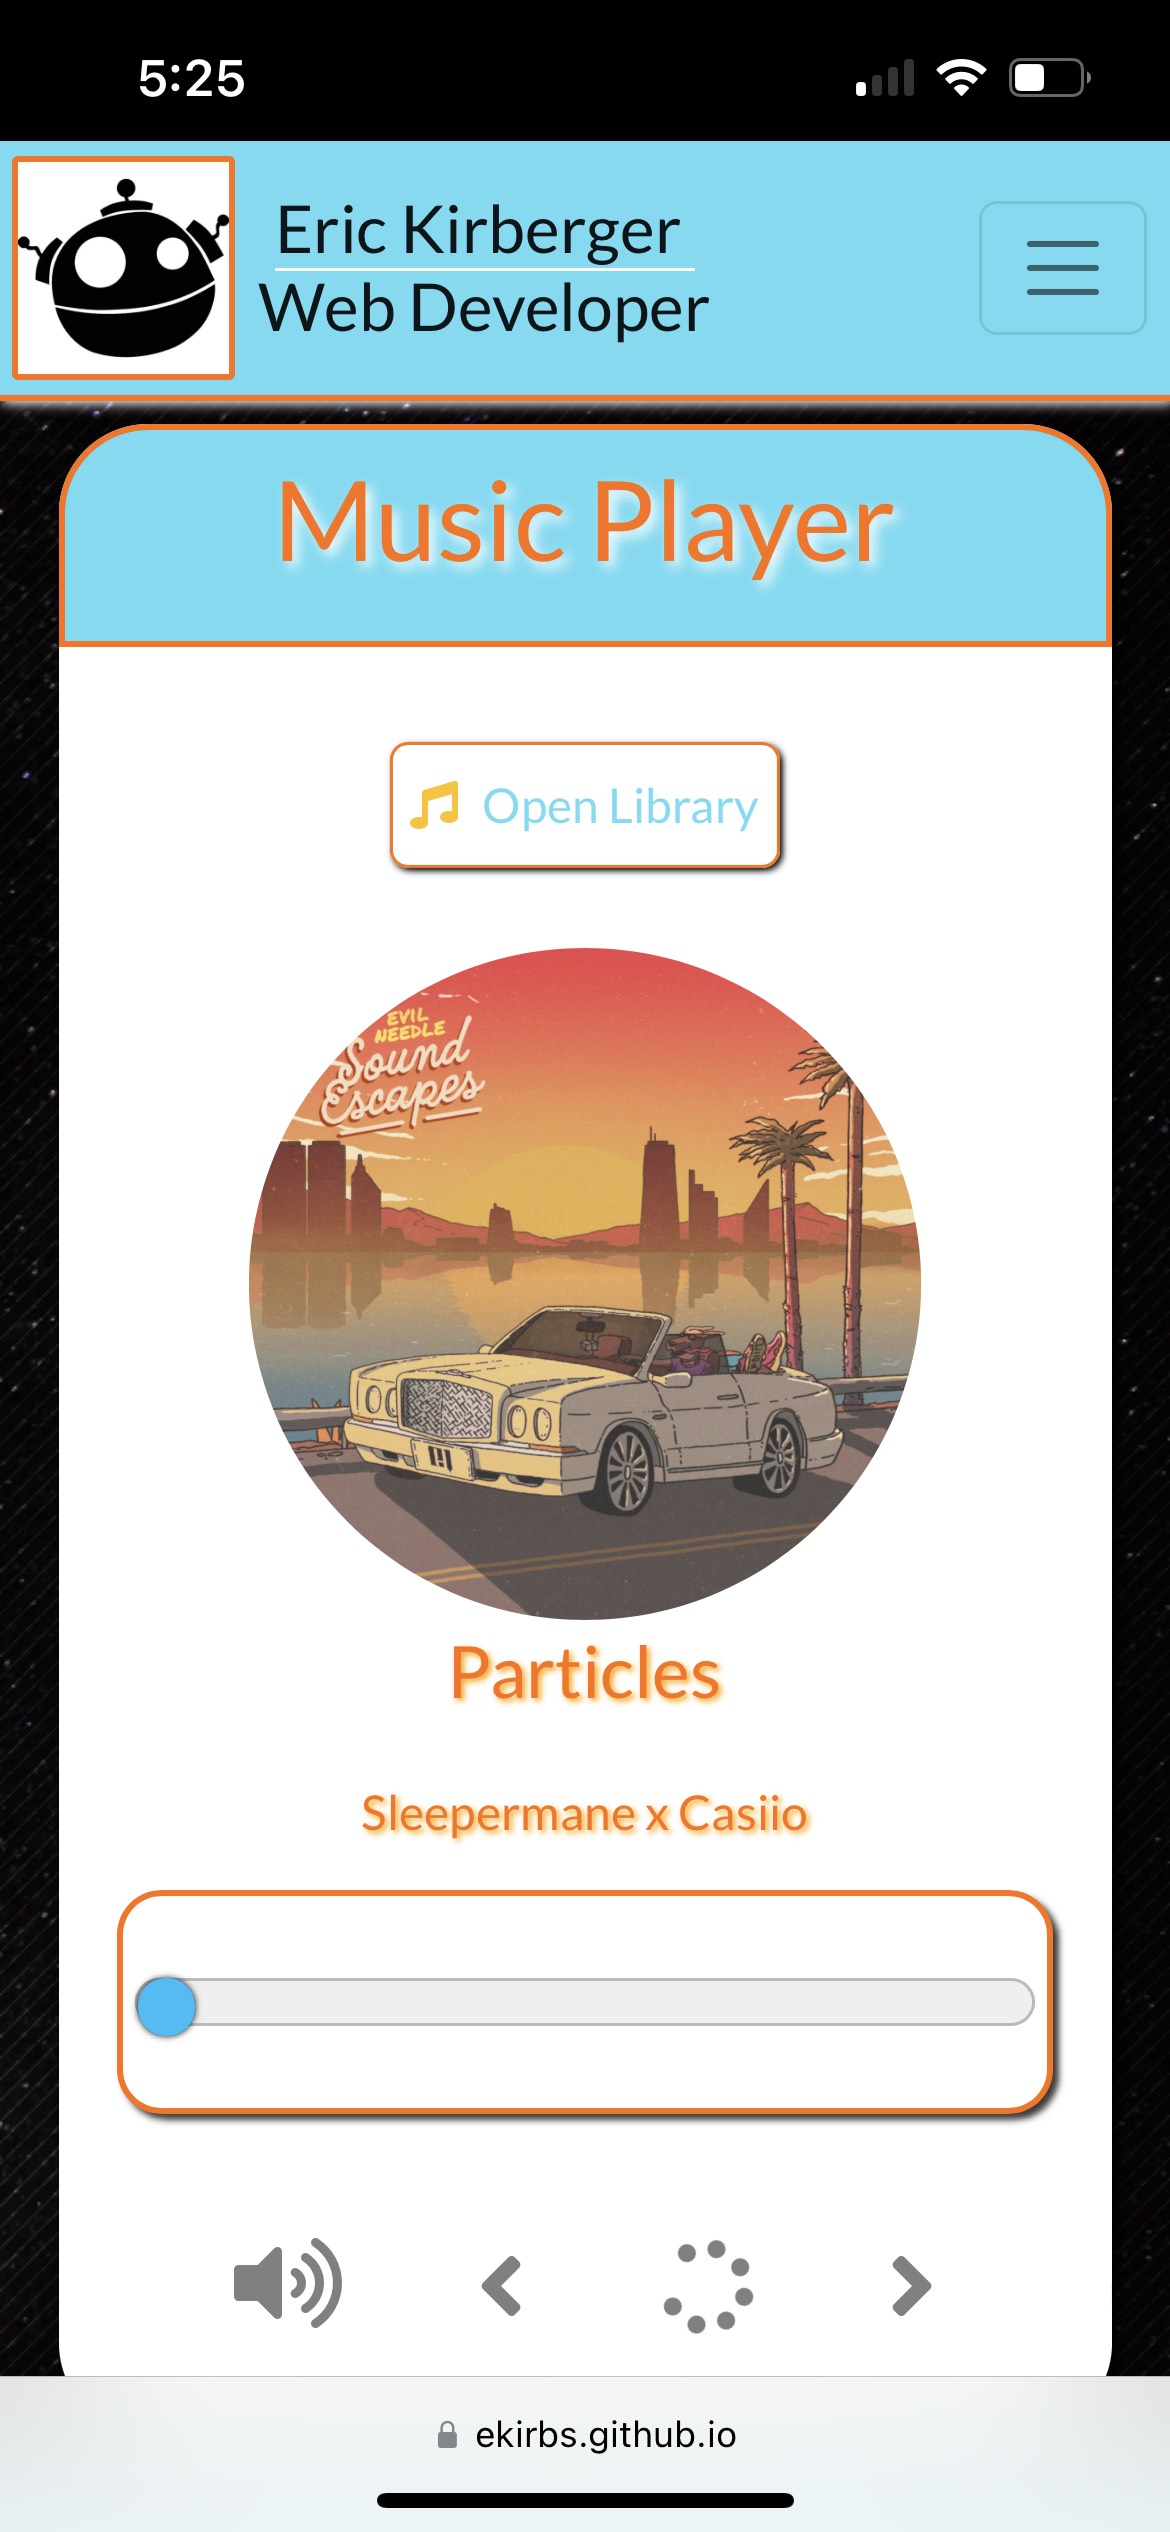 5:25
Eric Kirberger
Web Developer
Music Player
Open Library
EVIL
NEEDLE
Sound
Escapes
Particles
Sleepermane x Casiio
ekirbs.github.io